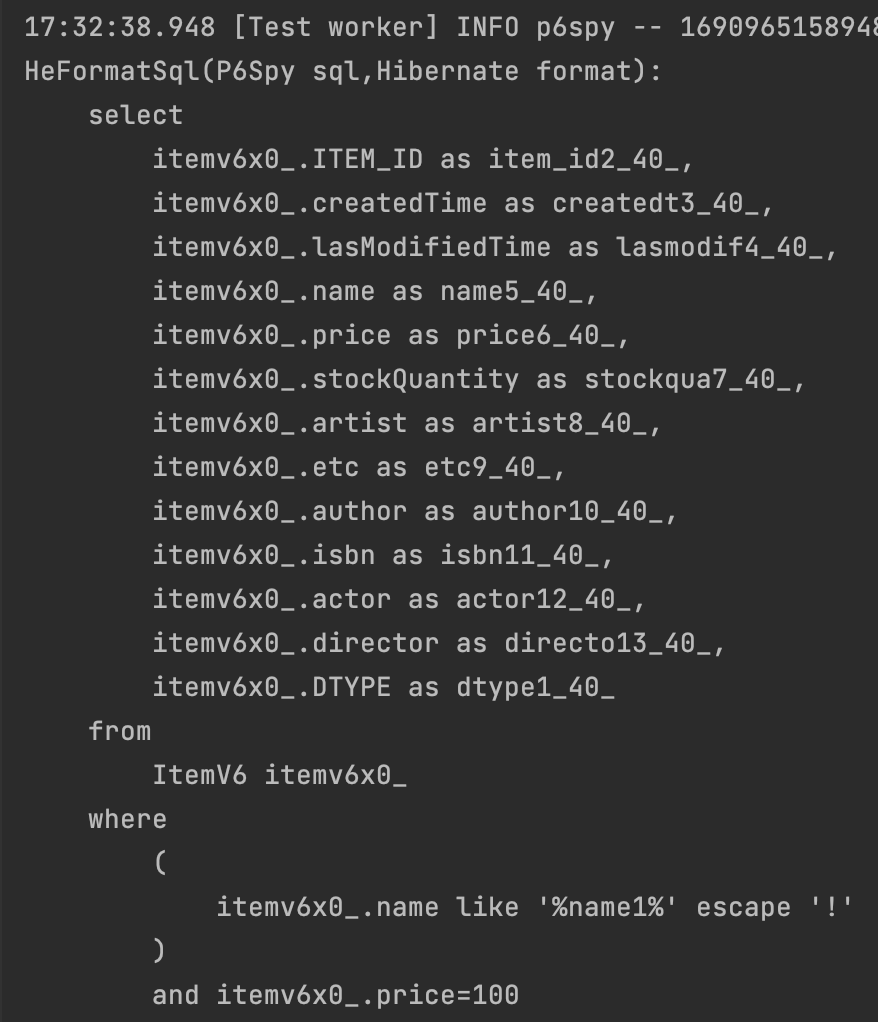 17:32:38.948 [Test worker] INFO p6spy -- 1690965158948
HeFormatSql(P6Spy sql,Hibernate format):
    select
        itemv6x0_.ITEM_ID as item_id2_40_,
        itemv6x0_.createdTime as createdt3_40_,
        itemv6x0_.lasModifiedTime as lasmodif4_40_,
        itemv6x0_.name as name5_40_,
        itemv6x0_.price as price6_40_,
        itemv6x0_.stockQuantity as stockqua7_40_,
        itemv6x0_.artist as artist8_40_,
        itemv6x0_.etc as etc9_40_,
        itemv6x0_.author as author10_40_,
        itemv6x0_.isbn as isbn11_40_,
        itemv6x0_.actor as actor12_40_,
        itemv6x0_.director as directo13_40_,
        itemv6x0_.DTYPE as dtype1_40_
    from
        ItemV6 itemv6x0_
    where
        (
            itemv6x0_.name like '%name1%' escape '!'
        )
        and itemv6x0_.price=100